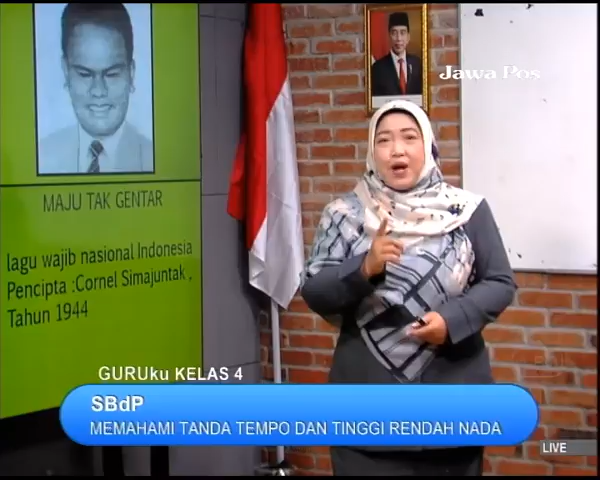 Jawa Pos
MAJU TAK GENTAR
lagu wajib nasional Indonesia
Pencipta :Cornel Simajuntak ,
Tahun 1944
GURUku KELAS 4
SBdP
MEMAHAMI TANDA TEMPO DAN TINGGI RENDAH NADA
LIVE